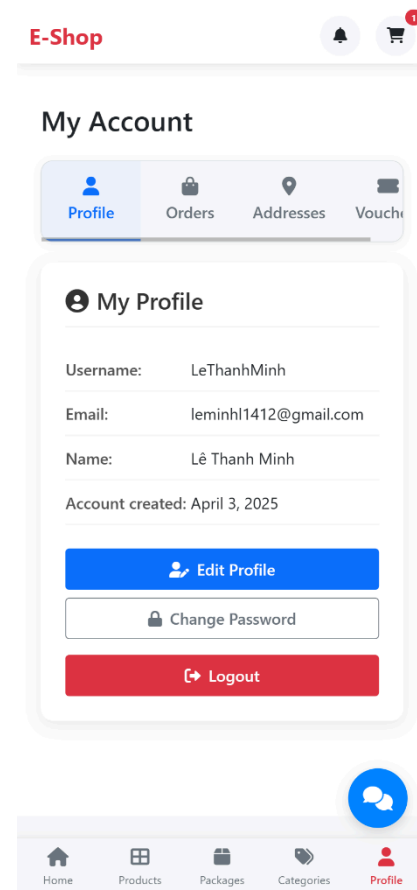 E-Shop
1
My Account
Profile Orders Addresses
My Profile
Username: LeThanhMinh
Email: leminhl1412@gmail.com
Name: Lê Thanh Minh
Account created: April 3, 2025
Edit Profile
Change Password
Logout
Home Products Packages Categories Profile